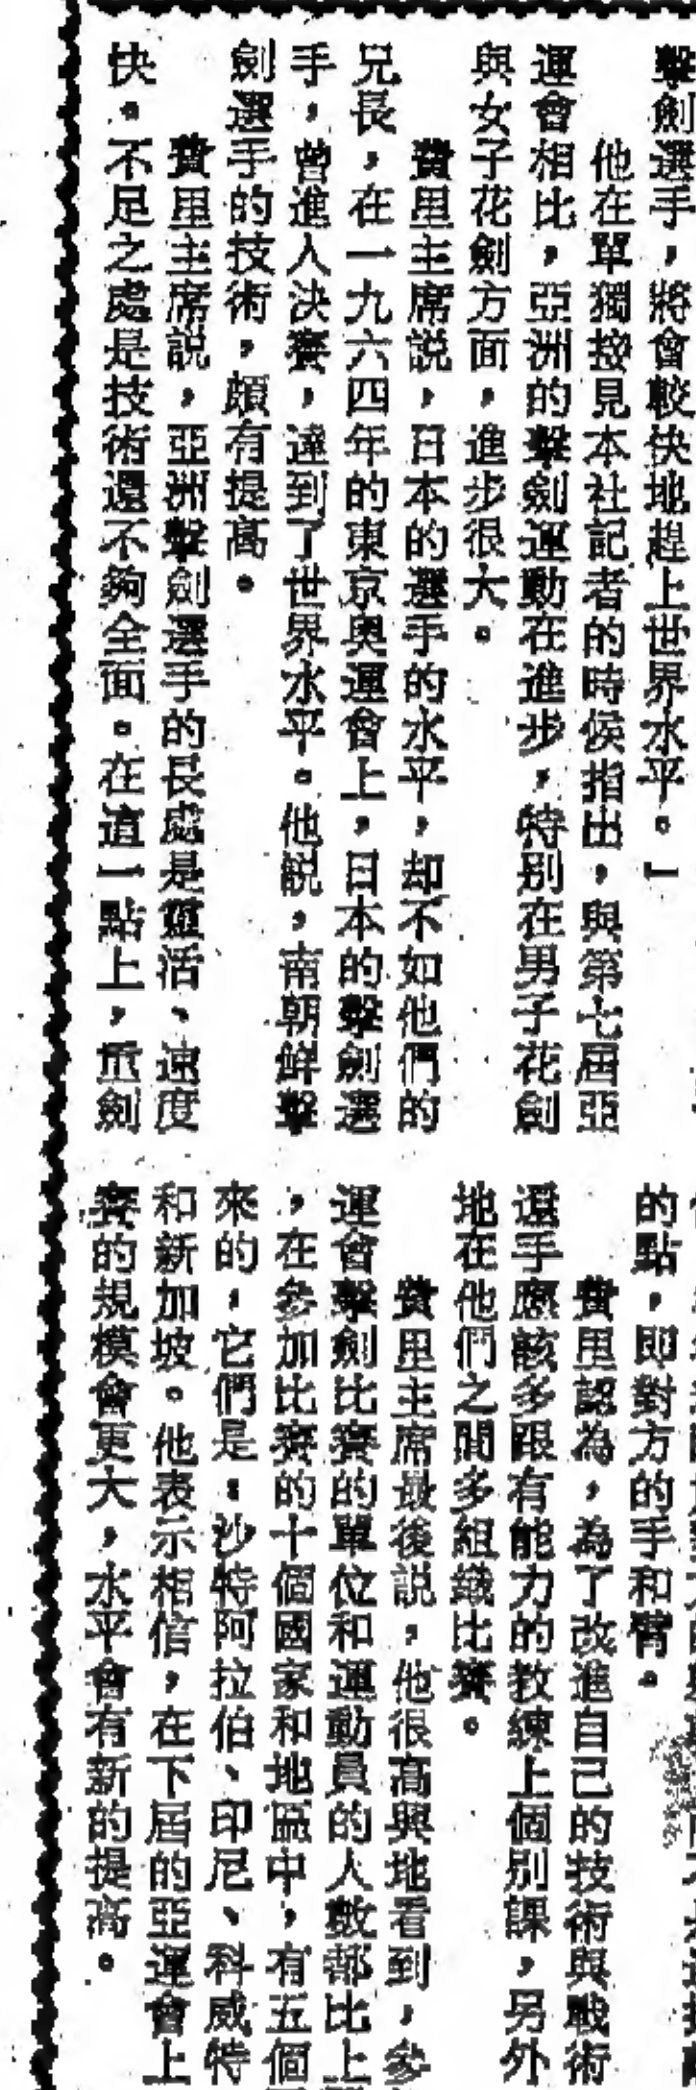 擊劍選手，將會較快地趕上世界水平。」
他在單獨接見本社記者的時候指出，與第七屆亞
運會相比，亞洲的擊劍運動在進步，特別在男子花劍
與女子花劍方面，進步很大。
費里主席説，日本的選手的水平，却不如他們的
兄長，在一九六四年的東京奥運會上，日本的擊劍選
手，曾進入決賽，達到了世界水平。他説，南朝鮮擊
劍選手的技術，頗有提高。
費里主席説，亞洲擊劍選手的長處是靈活、速度
快。不足之處是技術還不夠全面。在這一點上，重劍
的點，即對方的手和臂。
費里認為，為了改進自己的技術與戰術
選手應該多跟有能力的教練上個別課，另外
地在他們之間多組織比賽。
費里主席最後説，他很高興地看到，參
運會擊劍比賽的單位和運動員的人數都比上
，在參加比賽的十個國家和地區中，有五個
來的，它們是：沙特阿拉伯、印尼、科威特
和新加坡。他表示相信，在下屆的亞運會上
賽的規模會更大，水平會有新的提高。